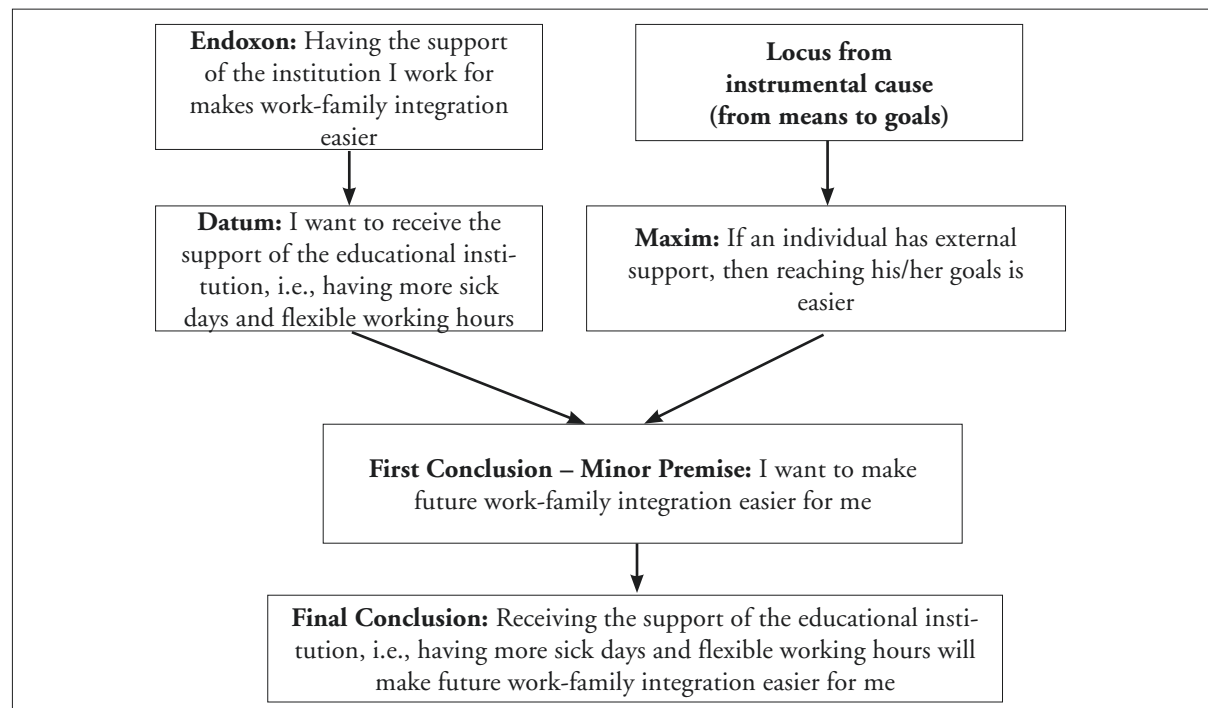 Endoxon: Having the support
of the institution I work for
makes work-family integration
easier
Locus from
instrumental cause
(from means to goals)
Datum: I want to receive the
support of the educational insti-
tution, i.e., having more sick
days and flexible working hours
Maxim: If an individual has external
support, then reaching his/her goals is
easier
First Conclusion – Minor Premise: I want to make
future work-family integration easier for me
Final Conclusion: Receiving the support of the educational insti-
tution, i.e., having more sick days and flexible working hours will
make future work-family integration easier for me